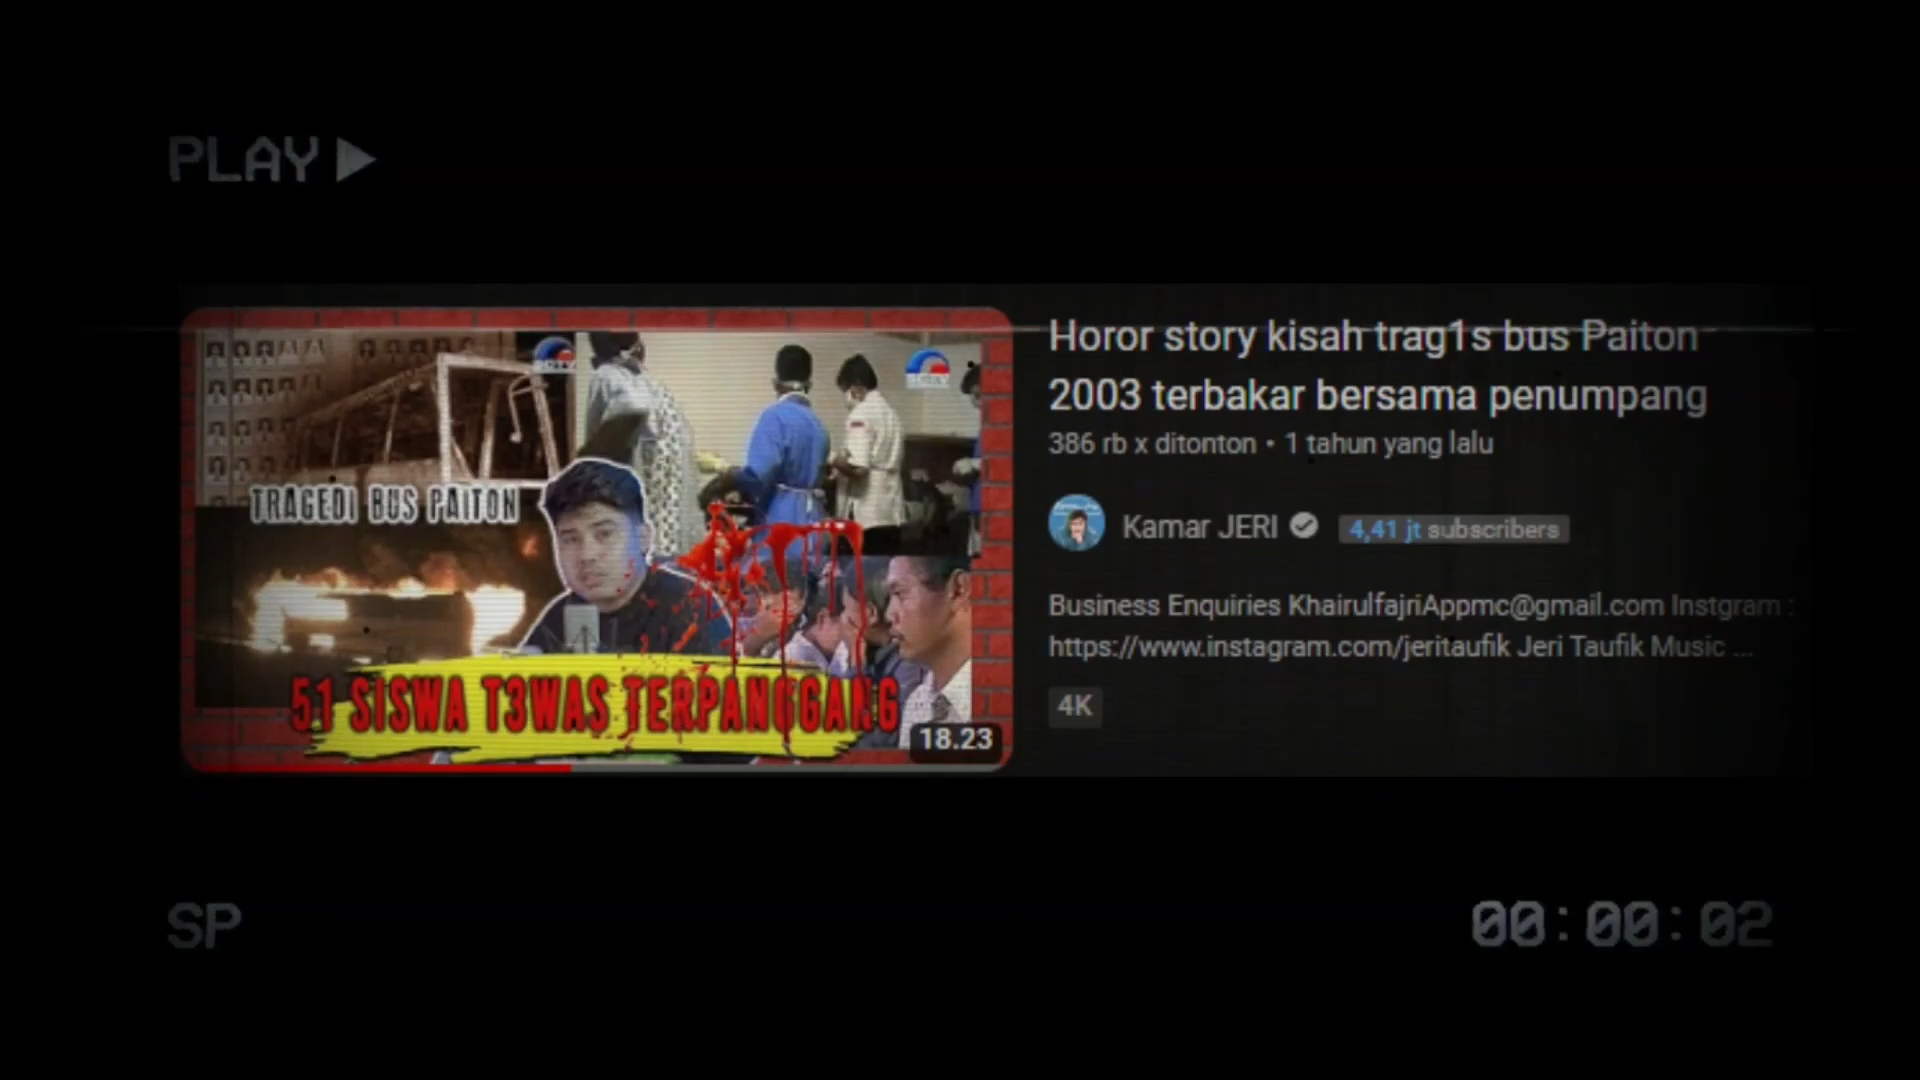 PLAY
Horor story kisah trag1s bus Paiton
2003 terbakar bersama penumpang
386 rb x ditonton • 1 tahun yang lalu
TRAGEDI BUS PAITON
Kamar JERI
4,41 jt subscribers
Business Enquiries KhairulfajriAppmc@gmail.com Instgram :
https://www.instagram.com/jeritaufik Jeri Taufik Music ...
51 SISWA T3WAS TERPANGGANG
4K
18.23
SP
00:00:02